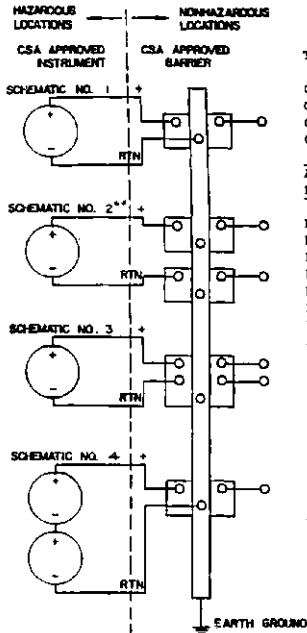 HAZARDOUS LOCATIONS
NONHAZARDOUS LOCATIONS
CSA APPROVED INSTRUMENT
CSA APPROVED BARRIER
SCHEMATIC NO. 1 +
+
-
RTN
SCHEMATIC NO. 2** +
+
-
RTN
SCHEMATIC NO. 3 +
+
-
RTN
SCHEMATIC NO. 4 +
+
-
+
-
RTN
EARTH GROUND